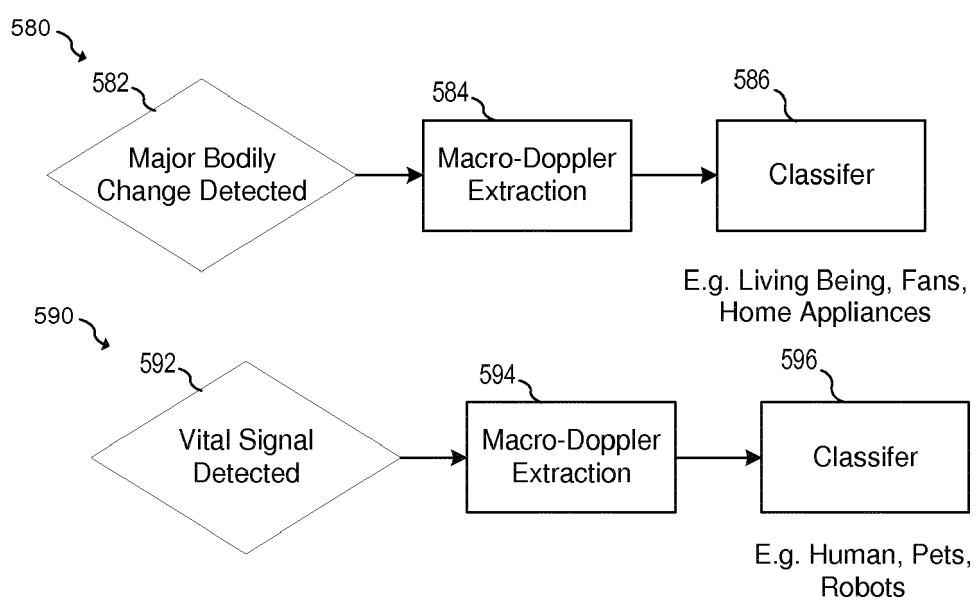 580
582
584
586
Major Bodily
Change Detected
Macro-Doppler
Extraction
Classifer
E.g. Living Being, Fans,
Home Appliances
590
592
594
596
Vital Signal
Detected
Macro-Doppler
Extraction
Classifer
E.g. Human, Pets,
Robots